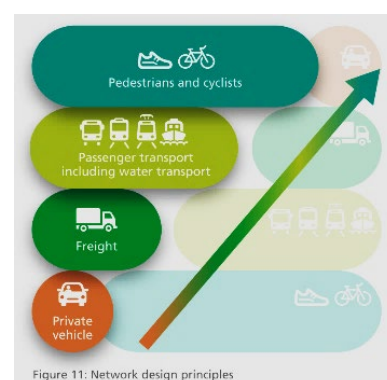 Pedestrians and cyclists
Passenger transport
including water transport
Freight
Private
vehicle
Figure 11: Network design principles